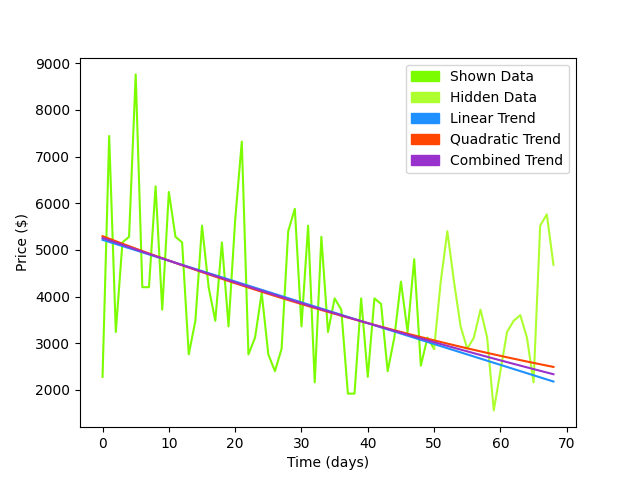 9000
8000
7000
6000
5000
4000
3000
2000
Price ($)
Shown Data
Hidden Data
Linear Trend
Quadratic Trend
Combined Trend
0 10 20 30 40 50 60 70
Time (days)